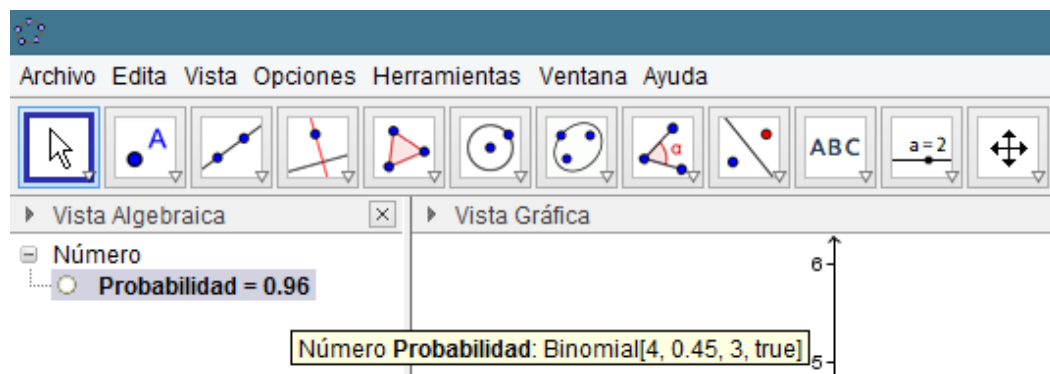 Archivo Edita Vista Opciones Herramientas Ventana Ayuda
A
α
ABC
a=2
Vista Algebraica
Vista Gráfica
Número
Probabilidad = 0.96
6
Número Probabilidad: Binomial[4, 0.45, 3, true]
5